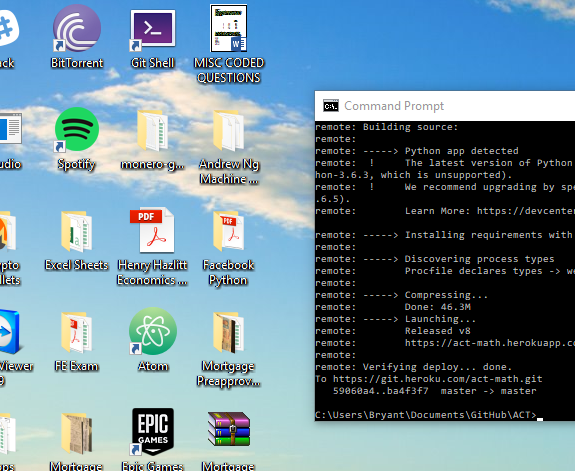 ck
BitTorrent
Git Shell
MISC CODED
QUESTIONS
udio
Spotify
monero-g...
Andrew Ng
Machine ...
PDF
PDF
ypto
llets
Excel Sheets
Henry Hazlitt
Economics ...
Facebook
Python
Viewer
9
FE Exam
Atom
Mortgage
Preapprov...
EPIC
GAMES
aps
Mortgage
Epic Games
Mortgage
C:\.
Command Prompt
remote: Building source:
remote:
remote: -----> Python app detected
remote: ! The latest version of Python
hon-3.6.3, which is unsupported).
remote: ! We recommend upgrading by spe
.6.5).
remote: Learn More: https://devcenter
remote: -----> Installing requirements with
remote:
remote: -----> Discovering process types
remote: Procfile declares types -> we
remote:
remote: -----> Compressing...
remote: Done: 46.3M
remote: -----> Launching...
remote: Released v8
remote: https://act-math.herokuapp.co
remote:
remote: Verifying deploy... done.
To https://git.heroku.com/act-math.git
59060a4..ba4f3f7 master -> master
C:\Users\Bryant\Documents\GitHub\ACT>